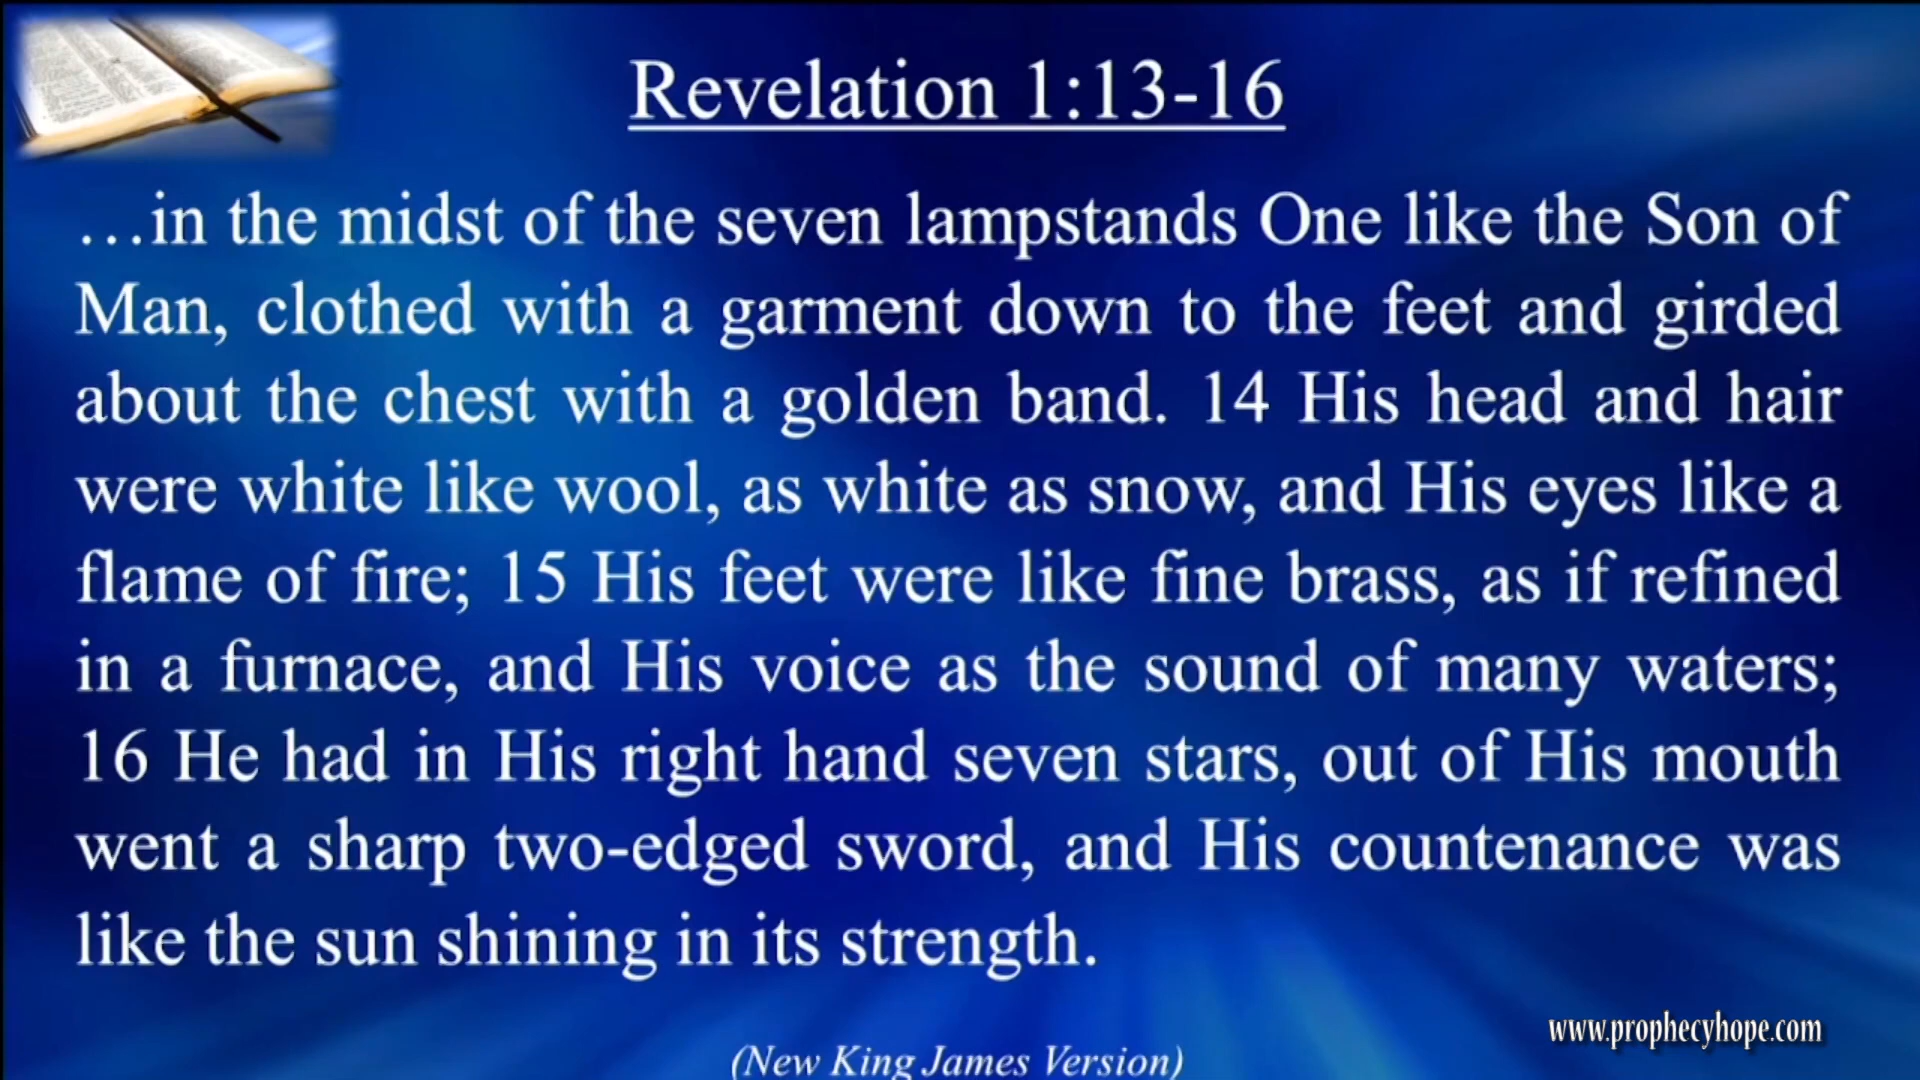 Revelation 1:13-16
…in the midst of the seven lampstands One like the Son of
Man, clothed with a garment down to the feet and girded
about the chest with a golden band. 14 His head and hair
were white like wool, as white as snow, and His eyes like a
flame of fire; 15 His feet were like fine brass, as if refined
in a furnace, and His voice as the sound of many waters;
16 He had in His right hand seven stars, out of His mouth
went a sharp two-edged sword, and His countenance was
like the sun shining in its strength.
www.prophecyhope.com
(New King James Version)